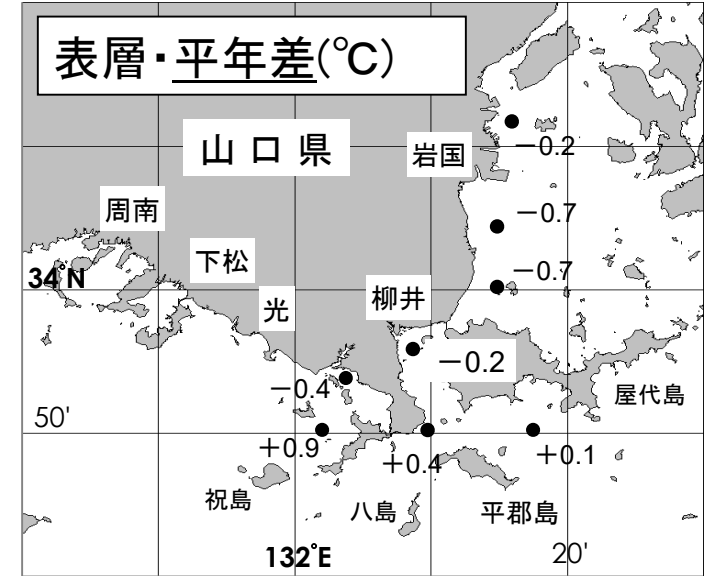 表層・平年差(℃)
山口県
岩国
−0.2
周南
−0.7
下松
−0.7
34°N
光
柳井
−0.2
−0.4
屋代島
50'
+0.9
+0.4
+0.1
祝島
八島
平郡島
132°E
20'